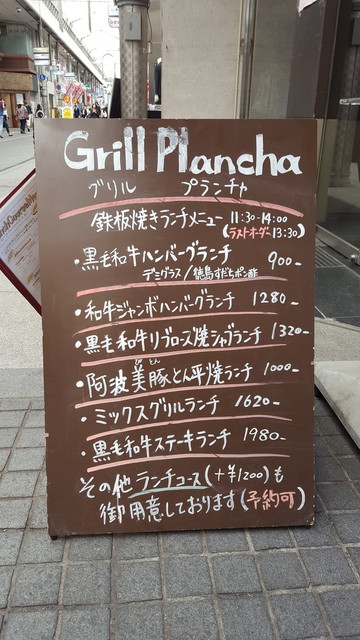 Grill Plancha
グリル プランチャ
鉄板焼きランチメニュー 11:30-14:00
(ラストオーダー 13:30)
・黒毛和牛ハンバーグランチ 900-
デミグラス/徳島すだちポン酢
・和牛ジャンボハンバーグランチ 1280-
・黒毛和牛リブロース焼シャブランチ 1320-
・阿波美豚とん平焼ランチ 1000-
・ミックスグリルランチ 1620-
・黒毛和牛ステーキランチ 1980-
その他ランチコース(+¥1200)も
御用意しております(予約可)